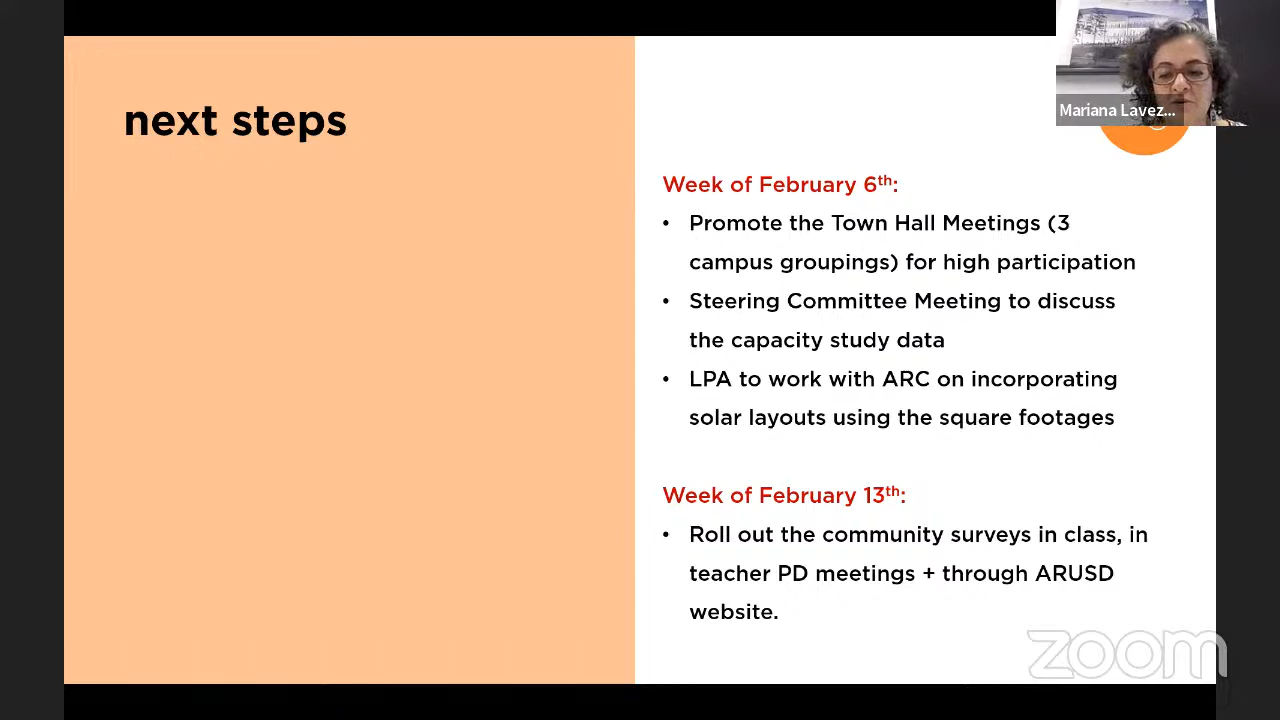 next steps
Mariana Lavez...
Week of February 6th:
• Promote the Town Hall Meetings (3
campus groupings) for high participation
• Steering Committee Meeting to discuss
the capacity study data
• LPA to work with ARC on incorporating
solar layouts using the square footages
Week of February 13th:
• Roll out the community surveys in class, in
teacher PD meetings + through ARUSD
website.
zoom